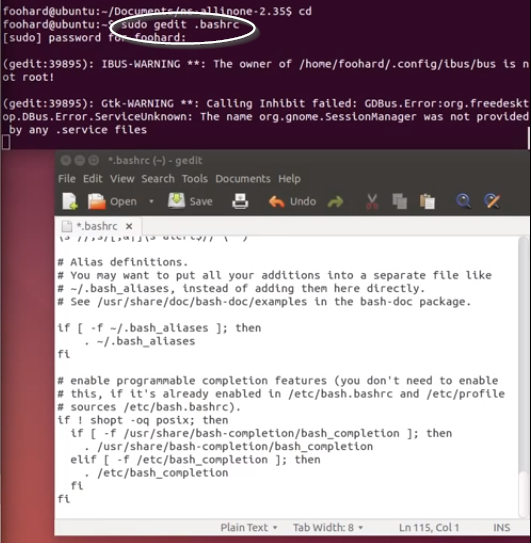 foohard@ubuntu:~/Documents/ns-allinone-2.35$ cd
foohard@ubuntu:~$ sudo gedit .bashrc
[sudo] password for foohard:
(gedit:39895): IBUS-WARNING **: The owner of /home/foohard/.config/ibus/bus is n
ot root!
(gedit:39895): Gtk-WARNING **: Calling Inhibit failed: GDBus.Error:org.freedeskt
op.DBus.Error.ServiceUnknown: The name org.gnome.SessionManager was not provided
by any .service files
*.bashrc (~) - gedit
File Edit View Search Tools Documents Help
Open Save Undo
*.bashrc ×
# Alias definitions.
# You may want to put all your additions into a separate file like
# ~/.bash_aliases, instead of adding them here directly.
# See /usr/share/doc/bash-doc/examples in the bash-doc package.
if [ -f ~/.bash_aliases ]; then
    . ~/.bash_aliases
fi
# enable programmable completion features (you don't need to enable
# this, if it's already enabled in /etc/bash.bashrc and /etc/profile
# sources /etc/bash.bashrc).
if ! shopt -oq posix; then
  if [ -f /usr/share/bash-completion/bash_completion ]; then
    . /usr/share/bash-completion/bash_completion
  elif [ -f /etc/bash_completion ]; then
    . /etc/bash_completion
  fi
fi
Plain Text Tab Width: 8 Ln 115, Col 1 INS